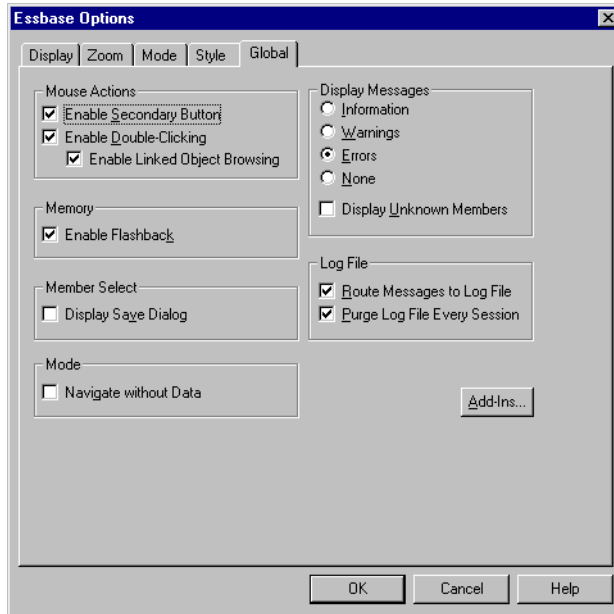 Essbase Options
Display
Zoom
Mode
Style
Global
Mouse Actions
Enable Secondary Button
Enable Double-Clicking
Enable Linked Object Browsing
Memory
Enable Flashback
Member Select
Display Save Dialog
Mode
Navigate without Data
Display Messages
Information
Warnings
Errors
None
Display Unknown Members
Log File
Route Messages to Log File
Purge Log File Every Session
Add-Ins...
OK
Cancel
Help